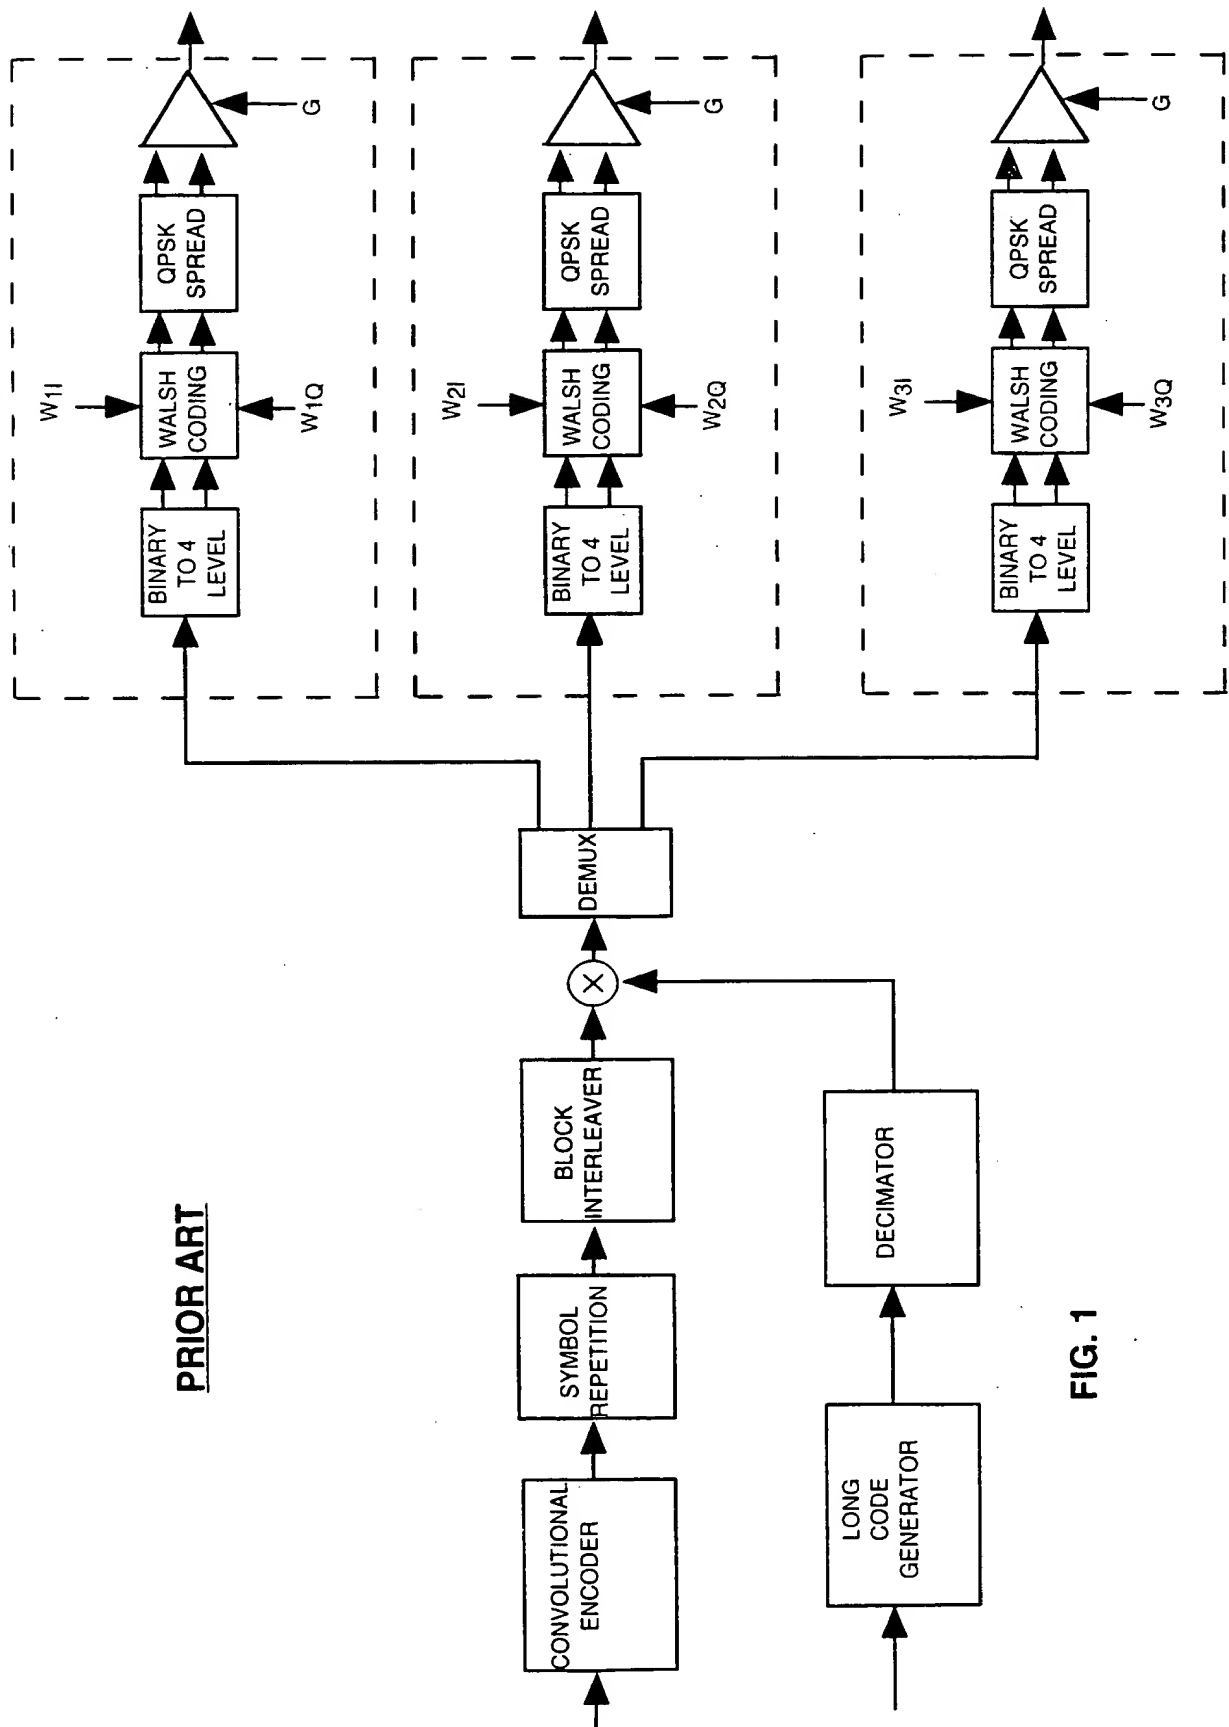 PRIOR ART
CONVOLUTIONAL
ENCODER
SYMBOL
REPETITION
BLOCK
INTERLEAVER
X
DEMUX
LONG
CODE
GENERATOR
DECIMATOR
BINARY
TO 4
LEVEL
W1I
WALSH
CODING
W1Q
QPSK
SPREAD
G
BINARY
TO 4
LEVEL
W2I
WALSH
CODING
W2Q
QPSK
SPREAD
G
BINARY
TO 4
LEVEL
W3I
WALSH
CODING
W3Q
QPSK
SPREAD
G
FIG. 1